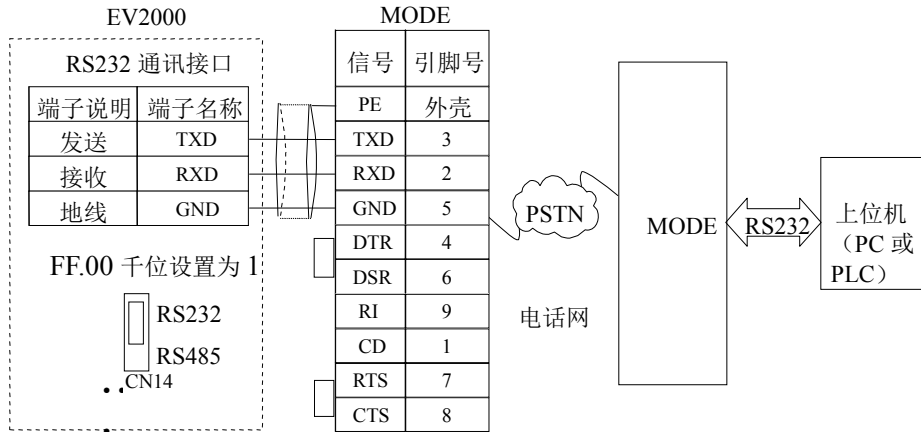 EV2000
RS232 通讯接口
端子说明 端子名称
发送 TXD
接收 RXD
地线 GND
FF.00 千位设置为 1
RS232
RS485
CN14
MODE
信号 引脚号
PE 外壳
TXD 3
RXD 2
GND 5
DTR 4
DSR 6
RI 9
CD 1
RTS 7
CTS 8
PSTN
电话网
MODE
RS232
上位机
（PC 或
PLC）